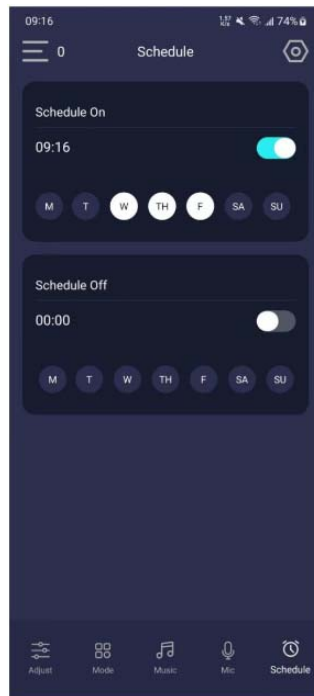 09:16 74%
0 Schedule
Schedule On
09:16
M T W TH F SA SU
Schedule Off
00:00
M T W TH F SA SU
Adjust Mode Music Mic Schedule